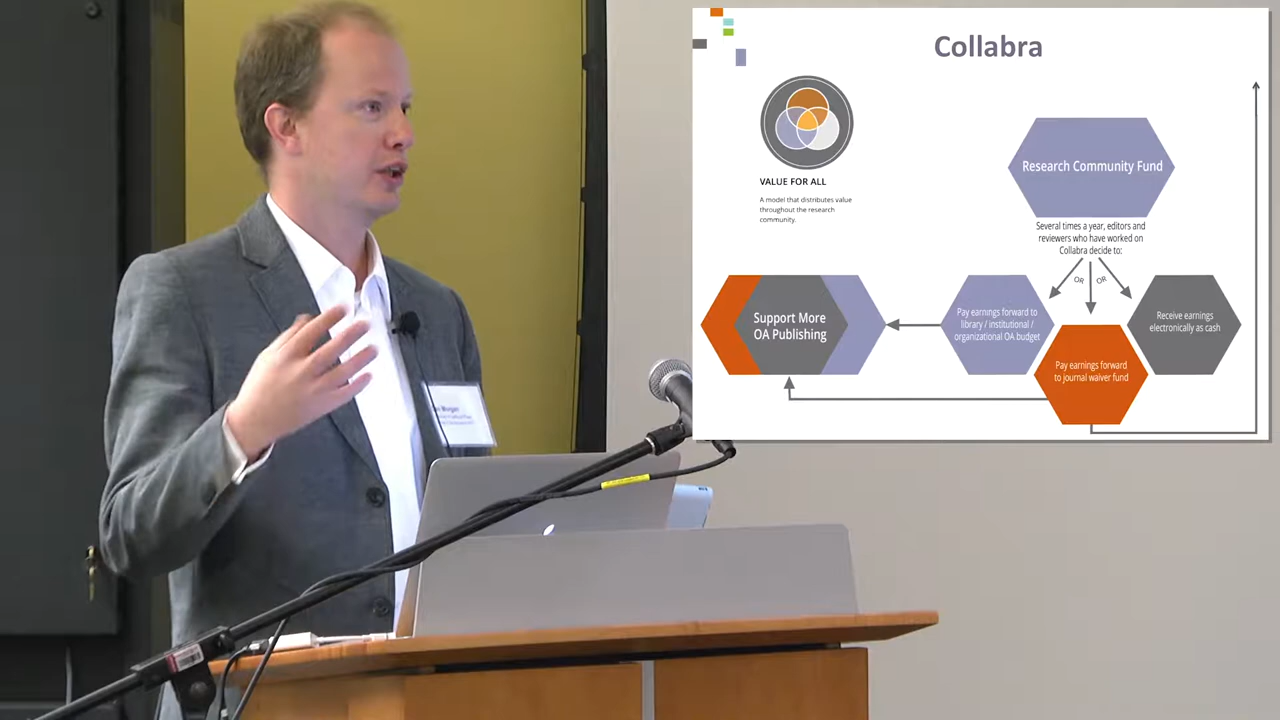 Collabra
VALUE FOR ALL
A model that distributes value
throughout the research
community.
Research Community Fund
Several times a year, editors and
reviewers who have worked on
Collabra decide to:
OR
OR
Support More
OA Publishing
Pay earnings forward to
library / institutional /
organizational OA budget
Pay earnings forward
to journal waiver fund
Receive earnings
electronically as cash